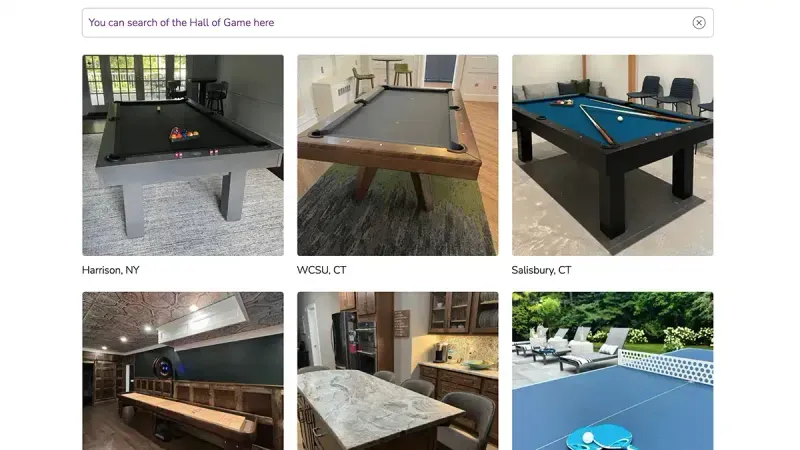 You can search of the Hall of Game here
Harrison, NY
WCSU, CT
Salisbury, CT